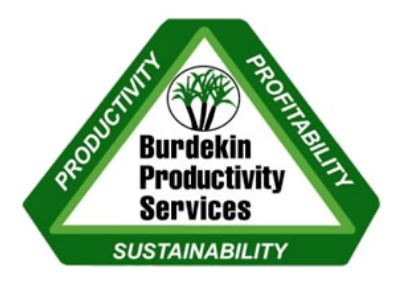 PRODUCTIVITY
PROFITABILITY
Burdekin
Productivity
Services
SUSTAINABILITY